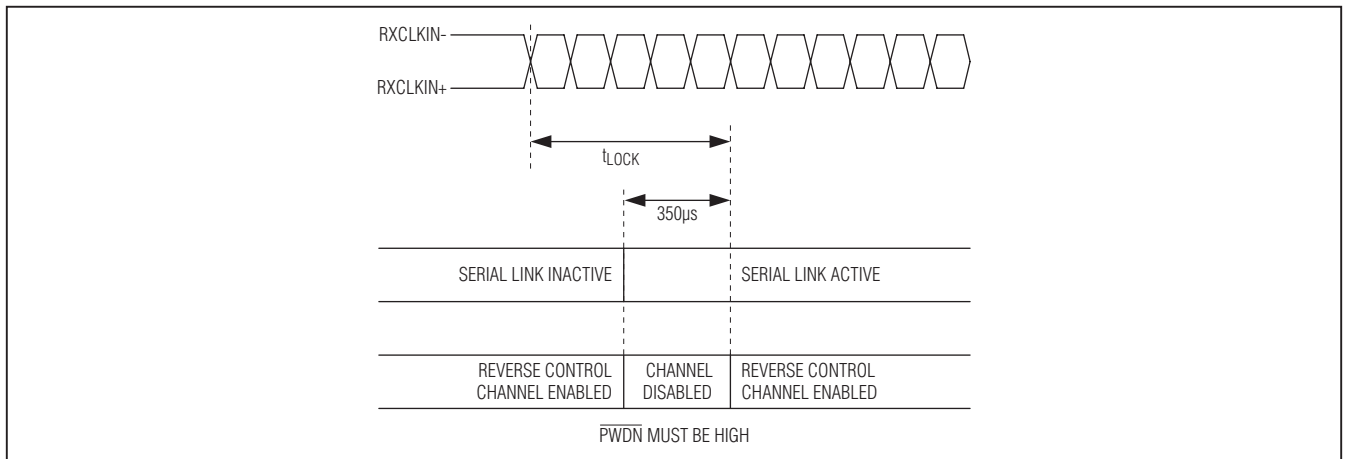 RXCLKIN-
RXCLKIN+
tLOCK
350µs
SERIAL LINK INACTIVE
SERIAL LINK ACTIVE
REVERSE CONTROL
CHANNEL ENABLED
CHANNEL
DISABLED
REVERSE CONTROL
CHANNEL ENABLED
PWDN MUST BE HIGH